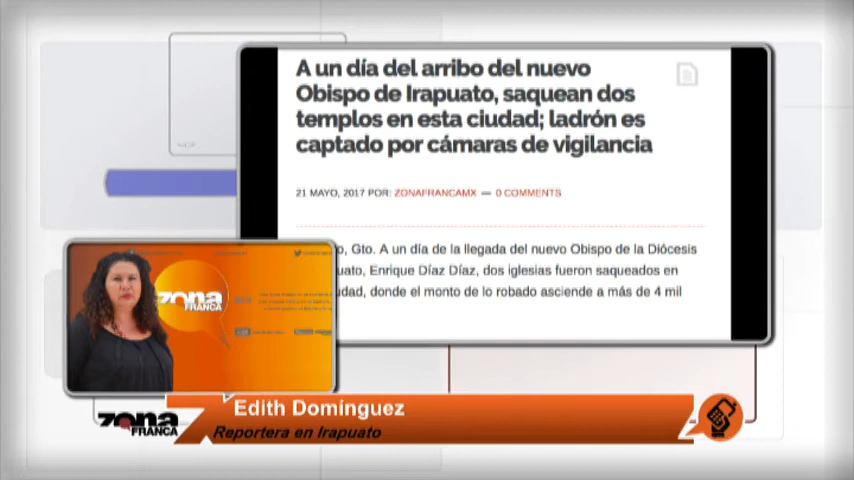 A un día del arribo del nuevo
Obispo de Irapuato, saquean dos
templos en esta ciudad; ladrón es
captado por cámaras de vigilancia
21 MAYO, 2017 POR: ZONAFRANCAMX — 0 COMMENTS
o, Gto. A un día de la llegada del nuevo Obispo de la Diócesis
uato, Enrique Díaz Díaz, dos iglesias fueron saqueados en
udad, donde el monto de lo robado asciende a más de 4 mil
zona
FRANCA
Edith Domínguez
Reportera en Irapuato
zona
FRANCA